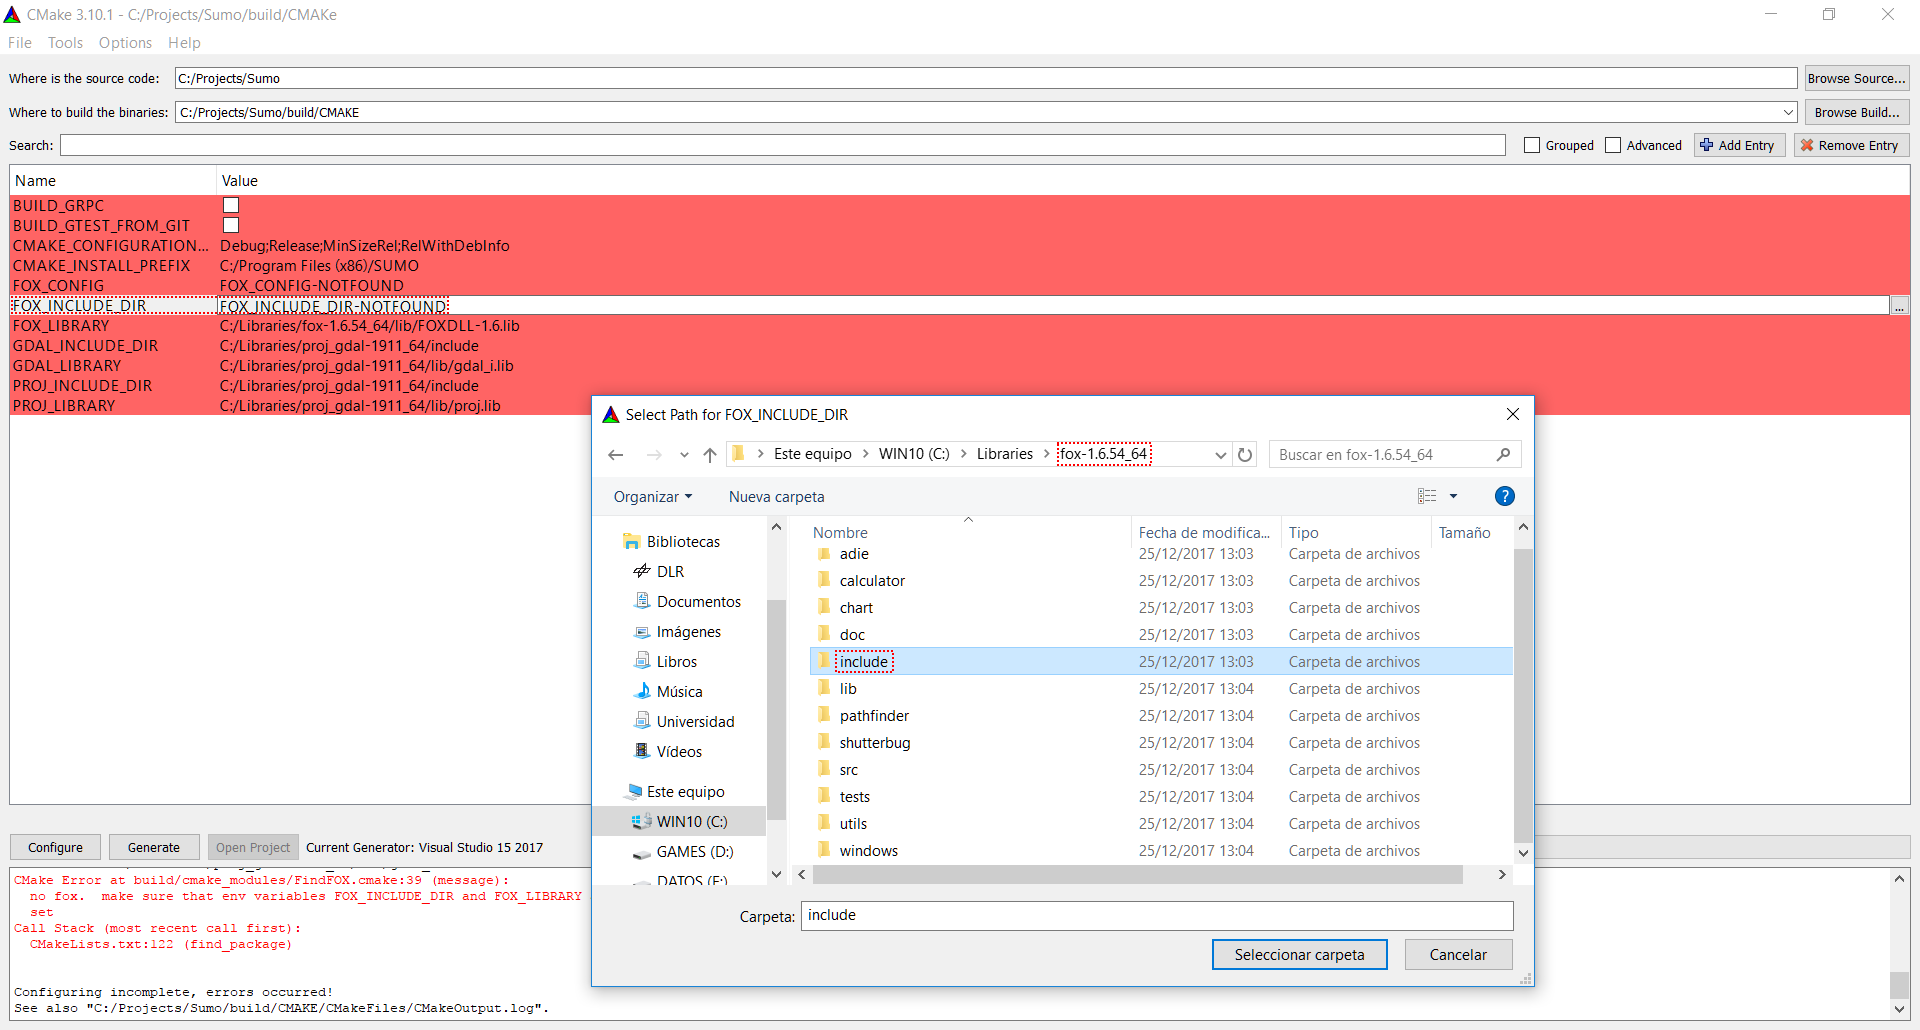 CMake 3.10.1 - C:/Projects/Sumo/build/CMAKe
File Tools Options Help
Where is the source code: C:/Projects/Sumo Browse Source...
Where to build the binaries: C:/Projects/Sumo/build/CMAKE Browse Build...
Search: Grouped Advanced Add Entry Remove Entry
Name Value
BUILD_GRPC
BUILD_GTEST_FROM_GIT
CMAKE_CONFIGURATION... Debug;Release;MinSizeRel;RelWithDebInfo
CMAKE_INSTALL_PREFIX C:/Program Files (x86)/SUMO
FOX_CONFIG FOX_CONFIG-NOTFOUND
FOX_INCLUDE_DIR FOX_INCLUDE_DIR-NOTFOUND ...
FOX_LIBRARY C:/Libraries/fox-1.6.54_64/lib/FOXDLL-1.6.lib
GDAL_INCLUDE_DIR C:/Libraries/proj_gdal-1911_64/include
GDAL_LIBRARY C:/Libraries/proj_gdal-1911_64/lib/gdal_i.lib
PROJ_INCLUDE_DIR C:/Libraries/proj_gdal-1911_64/include
PROJ_LIBRARY C:/Libraries/proj_gdal-1911_64/lib/proj.lib
Select Path for FOX_INCLUDE_DIR
Este equipo > WIN10 (C:) > Libraries > fox-1.6.54_64 Buscar en fox-1.6.54_64
Organizar Nueva carpeta ?
Bibliotecas
DLR
Documentos
Imágenes
Libros
Música
Universidad
Vídeos
Este equipo
WIN10 (C:)
GAMES (D:)
DATOS (E:)
Nombre Fecha de modifica... Tipo Tamaño
adie 25/12/2017 13:03 Carpeta de archivos
calculator 25/12/2017 13:03 Carpeta de archivos
chart 25/12/2017 13:03 Carpeta de archivos
doc 25/12/2017 13:03 Carpeta de archivos
include 25/12/2017 13:03 Carpeta de archivos
lib 25/12/2017 13:04 Carpeta de archivos
pathfinder 25/12/2017 13:04 Carpeta de archivos
shutterbug 25/12/2017 13:04 Carpeta de archivos
src 25/12/2017 13:04 Carpeta de archivos
tests 25/12/2017 13:04 Carpeta de archivos
utils 25/12/2017 13:04 Carpeta de archivos
windows 25/12/2017 13:04 Carpeta de archivos
Carpeta: include
Seleccionar carpeta Cancelar
Configure Generate Open Project Current Generator: Visual Studio 15 2017
CMake Error at build/cmake_modules/FindFOX.cmake:39 (message):
no fox. make sure that env variables FOX_INCLUDE_DIR and FOX_LIBRARY
set
Call Stack (most recent call first):
CMakeLists.txt:122 (find_package)
Configuring incomplete, errors occurred!
See also "C:/Projects/Sumo/build/CMAKE/CMakeFiles/CMakeOutput.log".